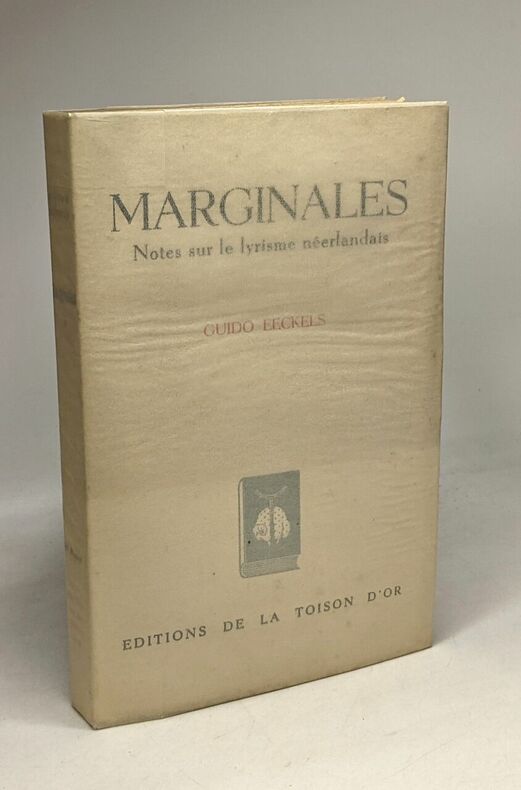 MARGINALES
Notes sur le lyrisme néerlandais
GUIDO EECKELS
EDITIONS DE LA TOISON D'OR